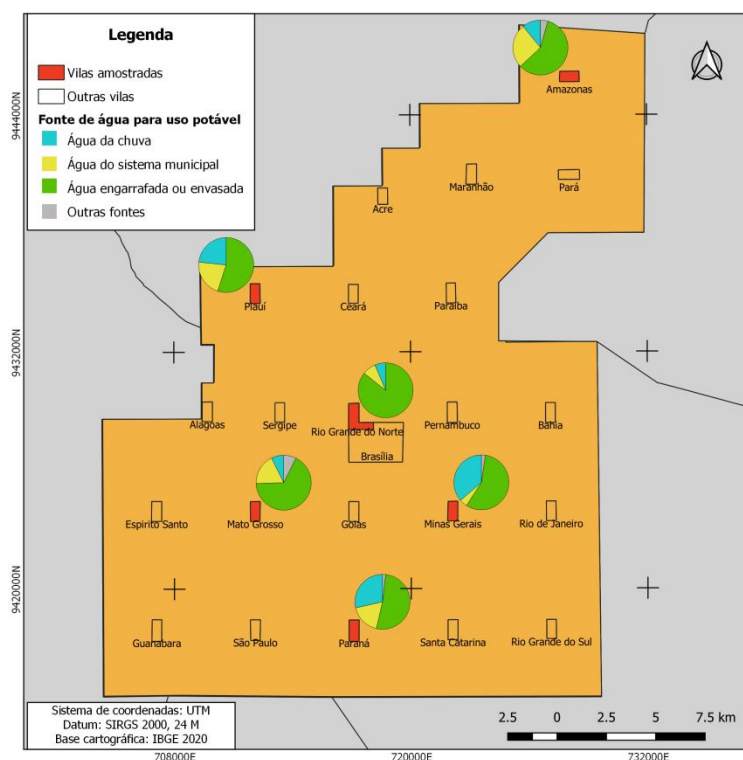 Legenda
Vilas amostradas
Outras vilas
Fonte de água para uso potável
Água da chuva
Água do sistema municipal
Água engarrafada ou envasada
Outras fontes
Amazonas
Maranhão
Pará
Acre
Piauí
Ceará
Paraíba
Alagoas
Sergipe
Rio Grande do Norte
Pernambuco
Bahia
Brasília
Espirito Santo
Mato Grosso
Goiás
Minas Gerais
Rio de Janeiro
Guanabara
São Paulo
Paraná
Santa Catarina
Rio Grande do Sul
9444000N
9432000N
9420000N
Sistema de coordenadas: UTM
Datum: SIRGS 2000, 24 M
Base cartográfica: IBGE 2020
2.5 0 2.5 5 7.5 km
708000E 720000E 732000E